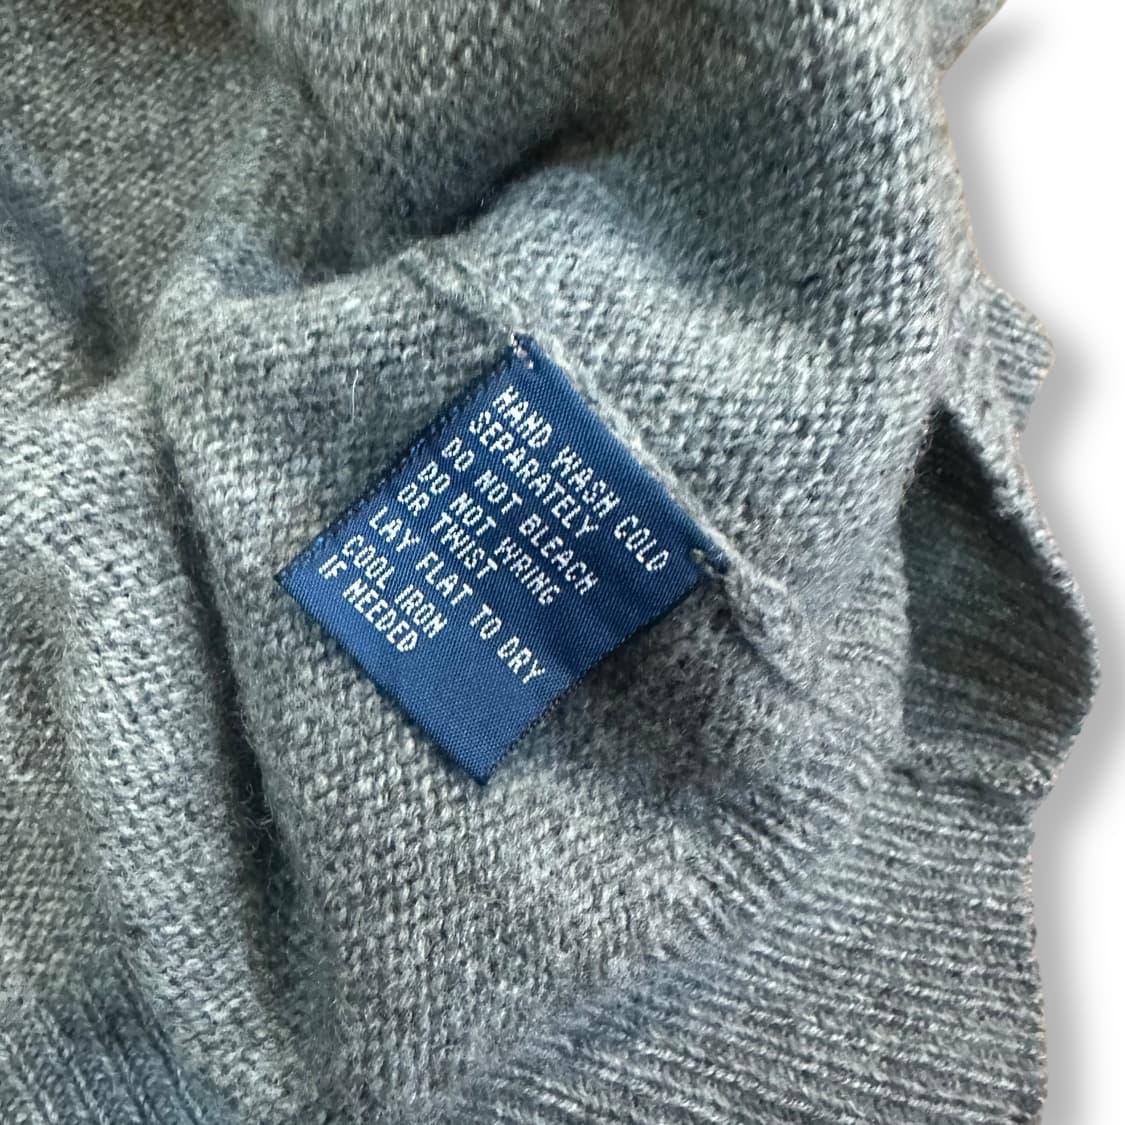 HAND WASH COLD
SEPARATELY
DO NOT BLEACH
DO NOT WRING
OR TWIST
LAY FLAT TO DRY
COOL IRON
IF NEEDED